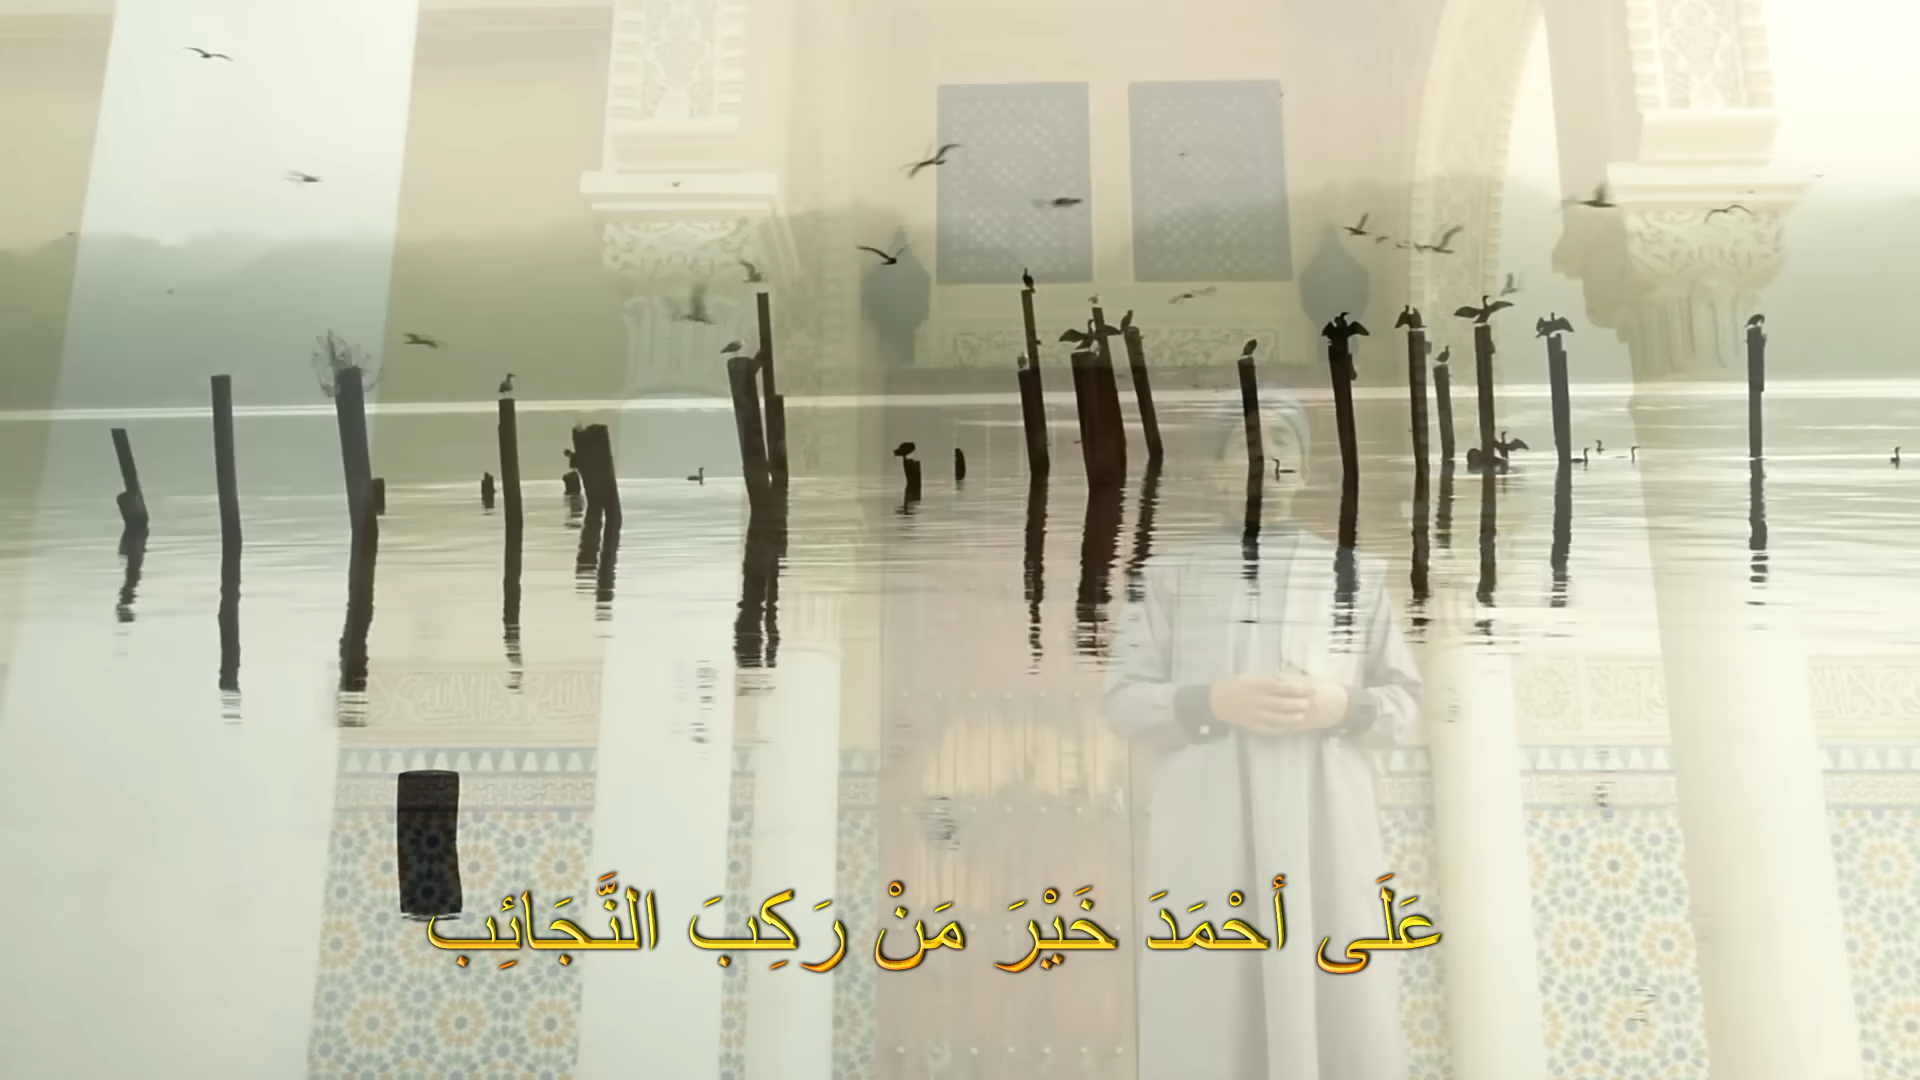 عَلَى أحْمَدَ خَيْرَ مَنْ رَكِبَ النَّجَائِبِ